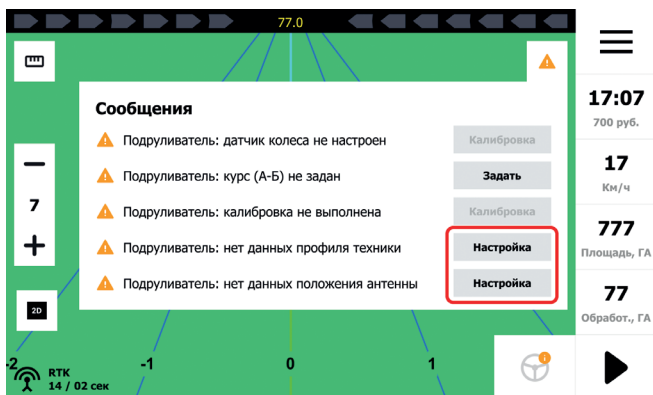 77.0
Сообщения
Подруливатель: датчик колеса не настроен
Калибровка
Подруливатель: курс (А-Б) не задан
Задать
Подруливатель: калибровка не выполнена
Калибровка
Подруливатель: нет данных профиля техники
Настройка
Подруливатель: нет данных положения антенны
Настройка
7
2D
-2
-1
0
1
RTK
14 / 02 сек
17:07
700 руб.
17
Км/ч
777
Площадь, ГА
77
Обработ., ГА